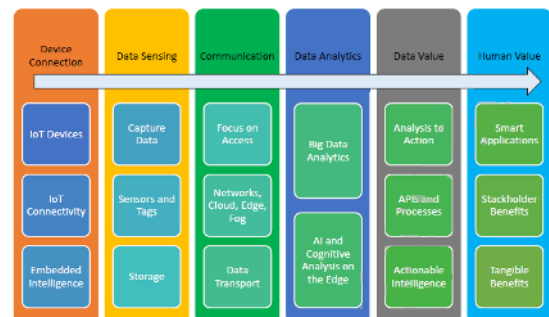 Device
Connection
Data Sensing
Communication
Data Analytics
Data Value
Human Value
IoT Devices
Capture
Data
Focus on
Access
Big Data
Analytics
Analysis to
Action
Smart
Applications
IoT
Connectivity
Sensors and
Tags
Networks,
Cloud, Edge,
Fog
AI and
Cognitive
Analysis on
the Edge
APIS and
Processes
Stackholder
Benefits
Embedded
Intelligence
Storage
Data
Transport
Actionable
Intelligence
Tangible
Benefits